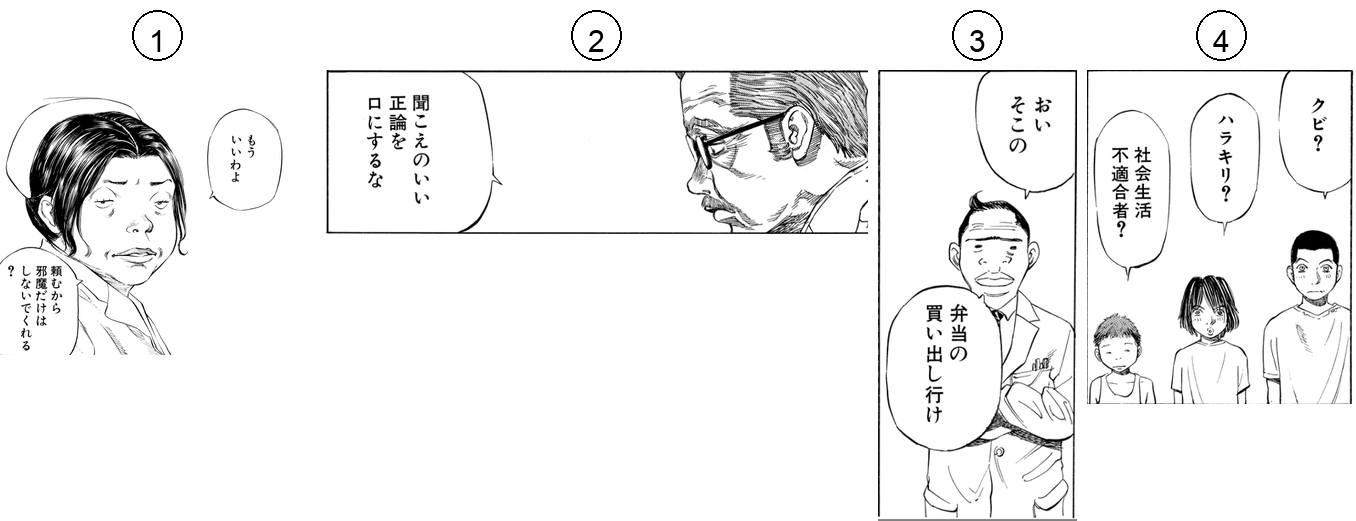 1
もう
いいわよ
頼むから
邪魔だけは
しないでくれる
?
2
聞こえのいい
正論を
口にするな
3
おい
そこの
弁当の
買い出し行け
4
クビ?
ハラキリ?
社会生活
不適合者?